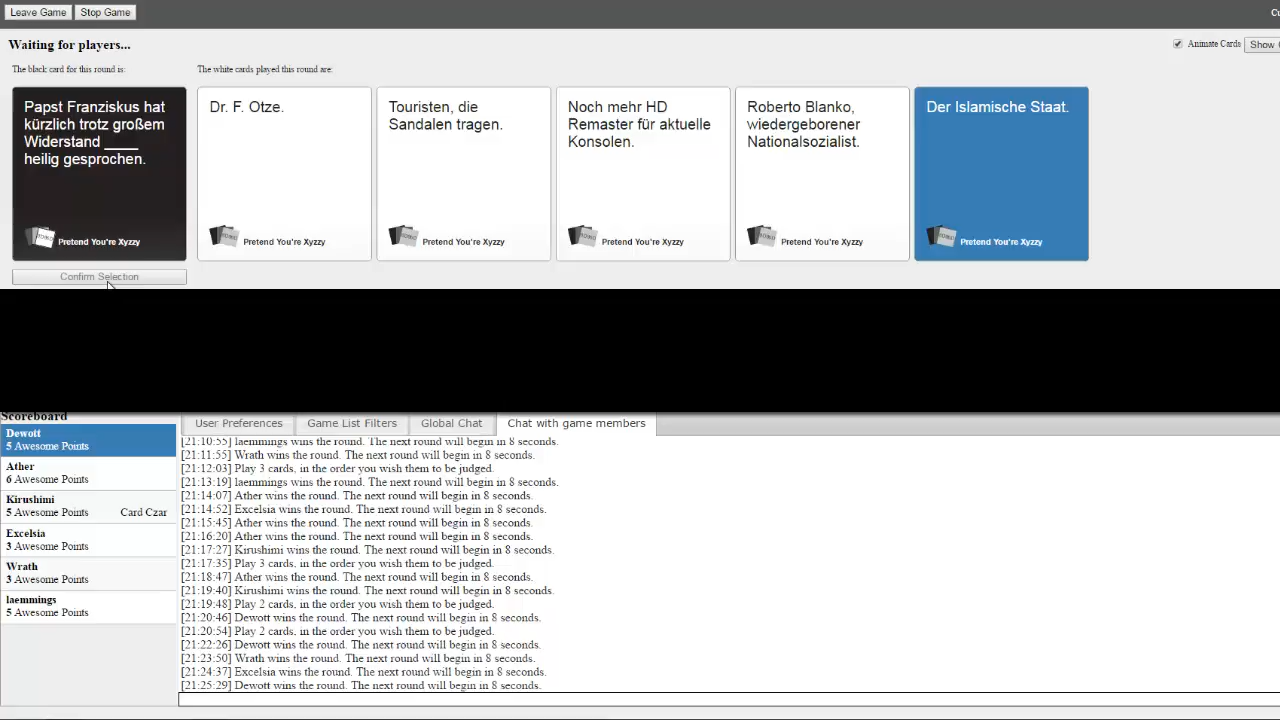 Leave Game
Stop Game
Waiting for players...
Animate Cards
Show
The black card for this round is:
The white cards played this round are:
Papst Franziskus hat
kürzlich trotz großem
Widerstand ____
heilig gesprochen.
Pretend You're Xyzzy
Dr. F. Otze.
Pretend You're Xyzzy
Touristen, die
Sandalen tragen.
Pretend You're Xyzzy
Noch mehr HD
Remaster für aktuelle
Konsolen.
Pretend You're Xyzzy
Roberto Blanko,
wiedergeborener
Nationalsozialist.
Pretend You're Xyzzy
Der Islamische Staat.
Pretend You're Xyzzy
Confirm Selection
Scoreboard
Dewott
5 Awesome Points
Ather
6 Awesome Points
Kirushimi
5 Awesome Points Card Czar
Excelsia
3 Awesome Points
Wrath
3 Awesome Points
laemmings
5 Awesome Points
User Preferences
Game List Filters
Global Chat
Chat with game members
[21:10:55] laemmings wins the round. The next round will begin in 8 seconds.
[21:11:55] Wrath wins the round. The next round will begin in 8 seconds.
[21:12:03] Play 3 cards, in the order you wish them to be judged.
[21:13:19] laemmings wins the round. The next round will begin in 8 seconds.
[21:14:07] Ather wins the round. The next round will begin in 8 seconds.
[21:14:52] Excelsia wins the round. The next round will begin in 8 seconds.
[21:15:45] Ather wins the round. The next round will begin in 8 seconds.
[21:16:20] Ather wins the round. The next round will begin in 8 seconds.
[21:17:27] Kirushimi wins the round. The next round will begin in 8 seconds.
[21:17:35] Play 3 cards, in the order you wish them to be judged.
[21:18:47] Ather wins the round. The next round will begin in 8 seconds.
[21:19:40] Kirushimi wins the round. The next round will begin in 8 seconds.
[21:19:48] Play 2 cards, in the order you wish them to be judged.
[21:20:46] Dewott wins the round. The next round will begin in 8 seconds.
[21:20:54] Play 2 cards, in the order you wish them to be judged.
[21:22:26] Dewott wins the round. The next round will begin in 8 seconds.
[21:23:50] Wrath wins the round. The next round will begin in 8 seconds.
[21:24:37] Excelsia wins the round. The next round will begin in 8 seconds.
[21:25:29] Dewott wins the round. The next round will begin in 8 seconds.